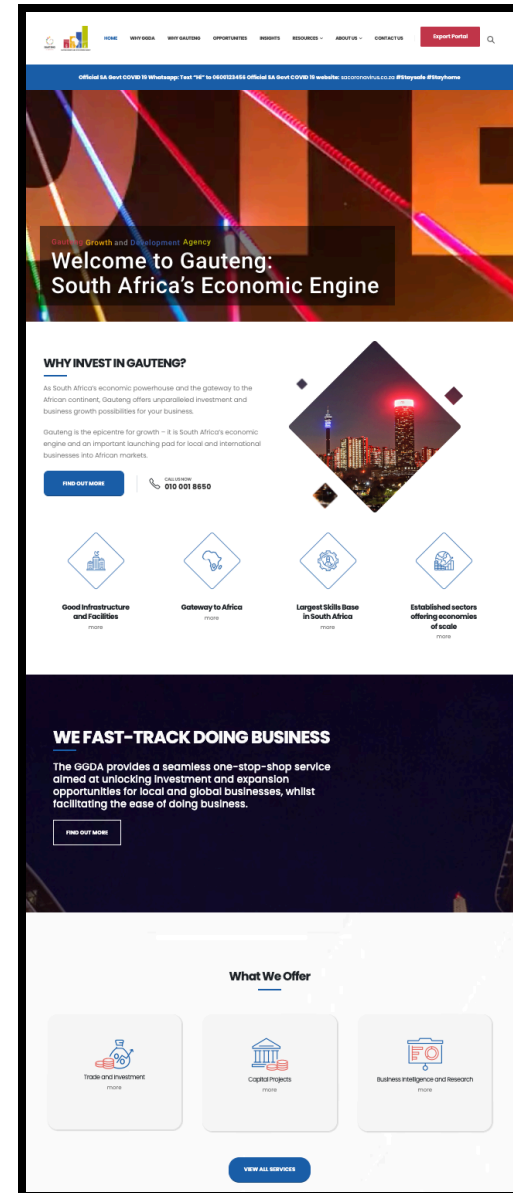 HOME WHY GGDA WHY GAUTENG OPPORTUNITIES INSIGHTS RESOURCES ABOUT US CONTACT US Export Portal
Official SA Govt COVID 19 Whatsapp: Text "Hi" to 0600123456 Official SA Govt COVID 19 website: sacoronavirus.co.za #Staysafe #Stayhome
Gauteng Growth and Development Agency
Welcome to Gauteng:
South Africa's Economic Engine
WHY INVEST IN GAUTENG?
As South Africa's economic powerhouse and the gateway to the
African continent, Gauteng offers unparalleled investment and
business growth possibilities for your business.
Gauteng is the epicentre for growth – it is South Africa's economic
engine and an important launching pad for local and international
businesses into African markets.
FIND OUT MORE
CALL US NOW
010 001 8650
Good Infrastructure
and Facilities
more
Gateway to Africa
more
Largest Skills Base
in South Africa
more
Established sectors
offering economies
of scale
more
WE FAST-TRACK DOING BUSINESS
The GGDA provides a seamless one-stop-shop service
aimed at unlocking investment and expansion
opportunities for local and global businesses, whilst
facilitating the ease of doing business.
FIND OUT MORE
What We Offer
Trade and Investment
more
Capital Projects
more
Business Intelligence and Research
more
VIEW ALL SERVICES